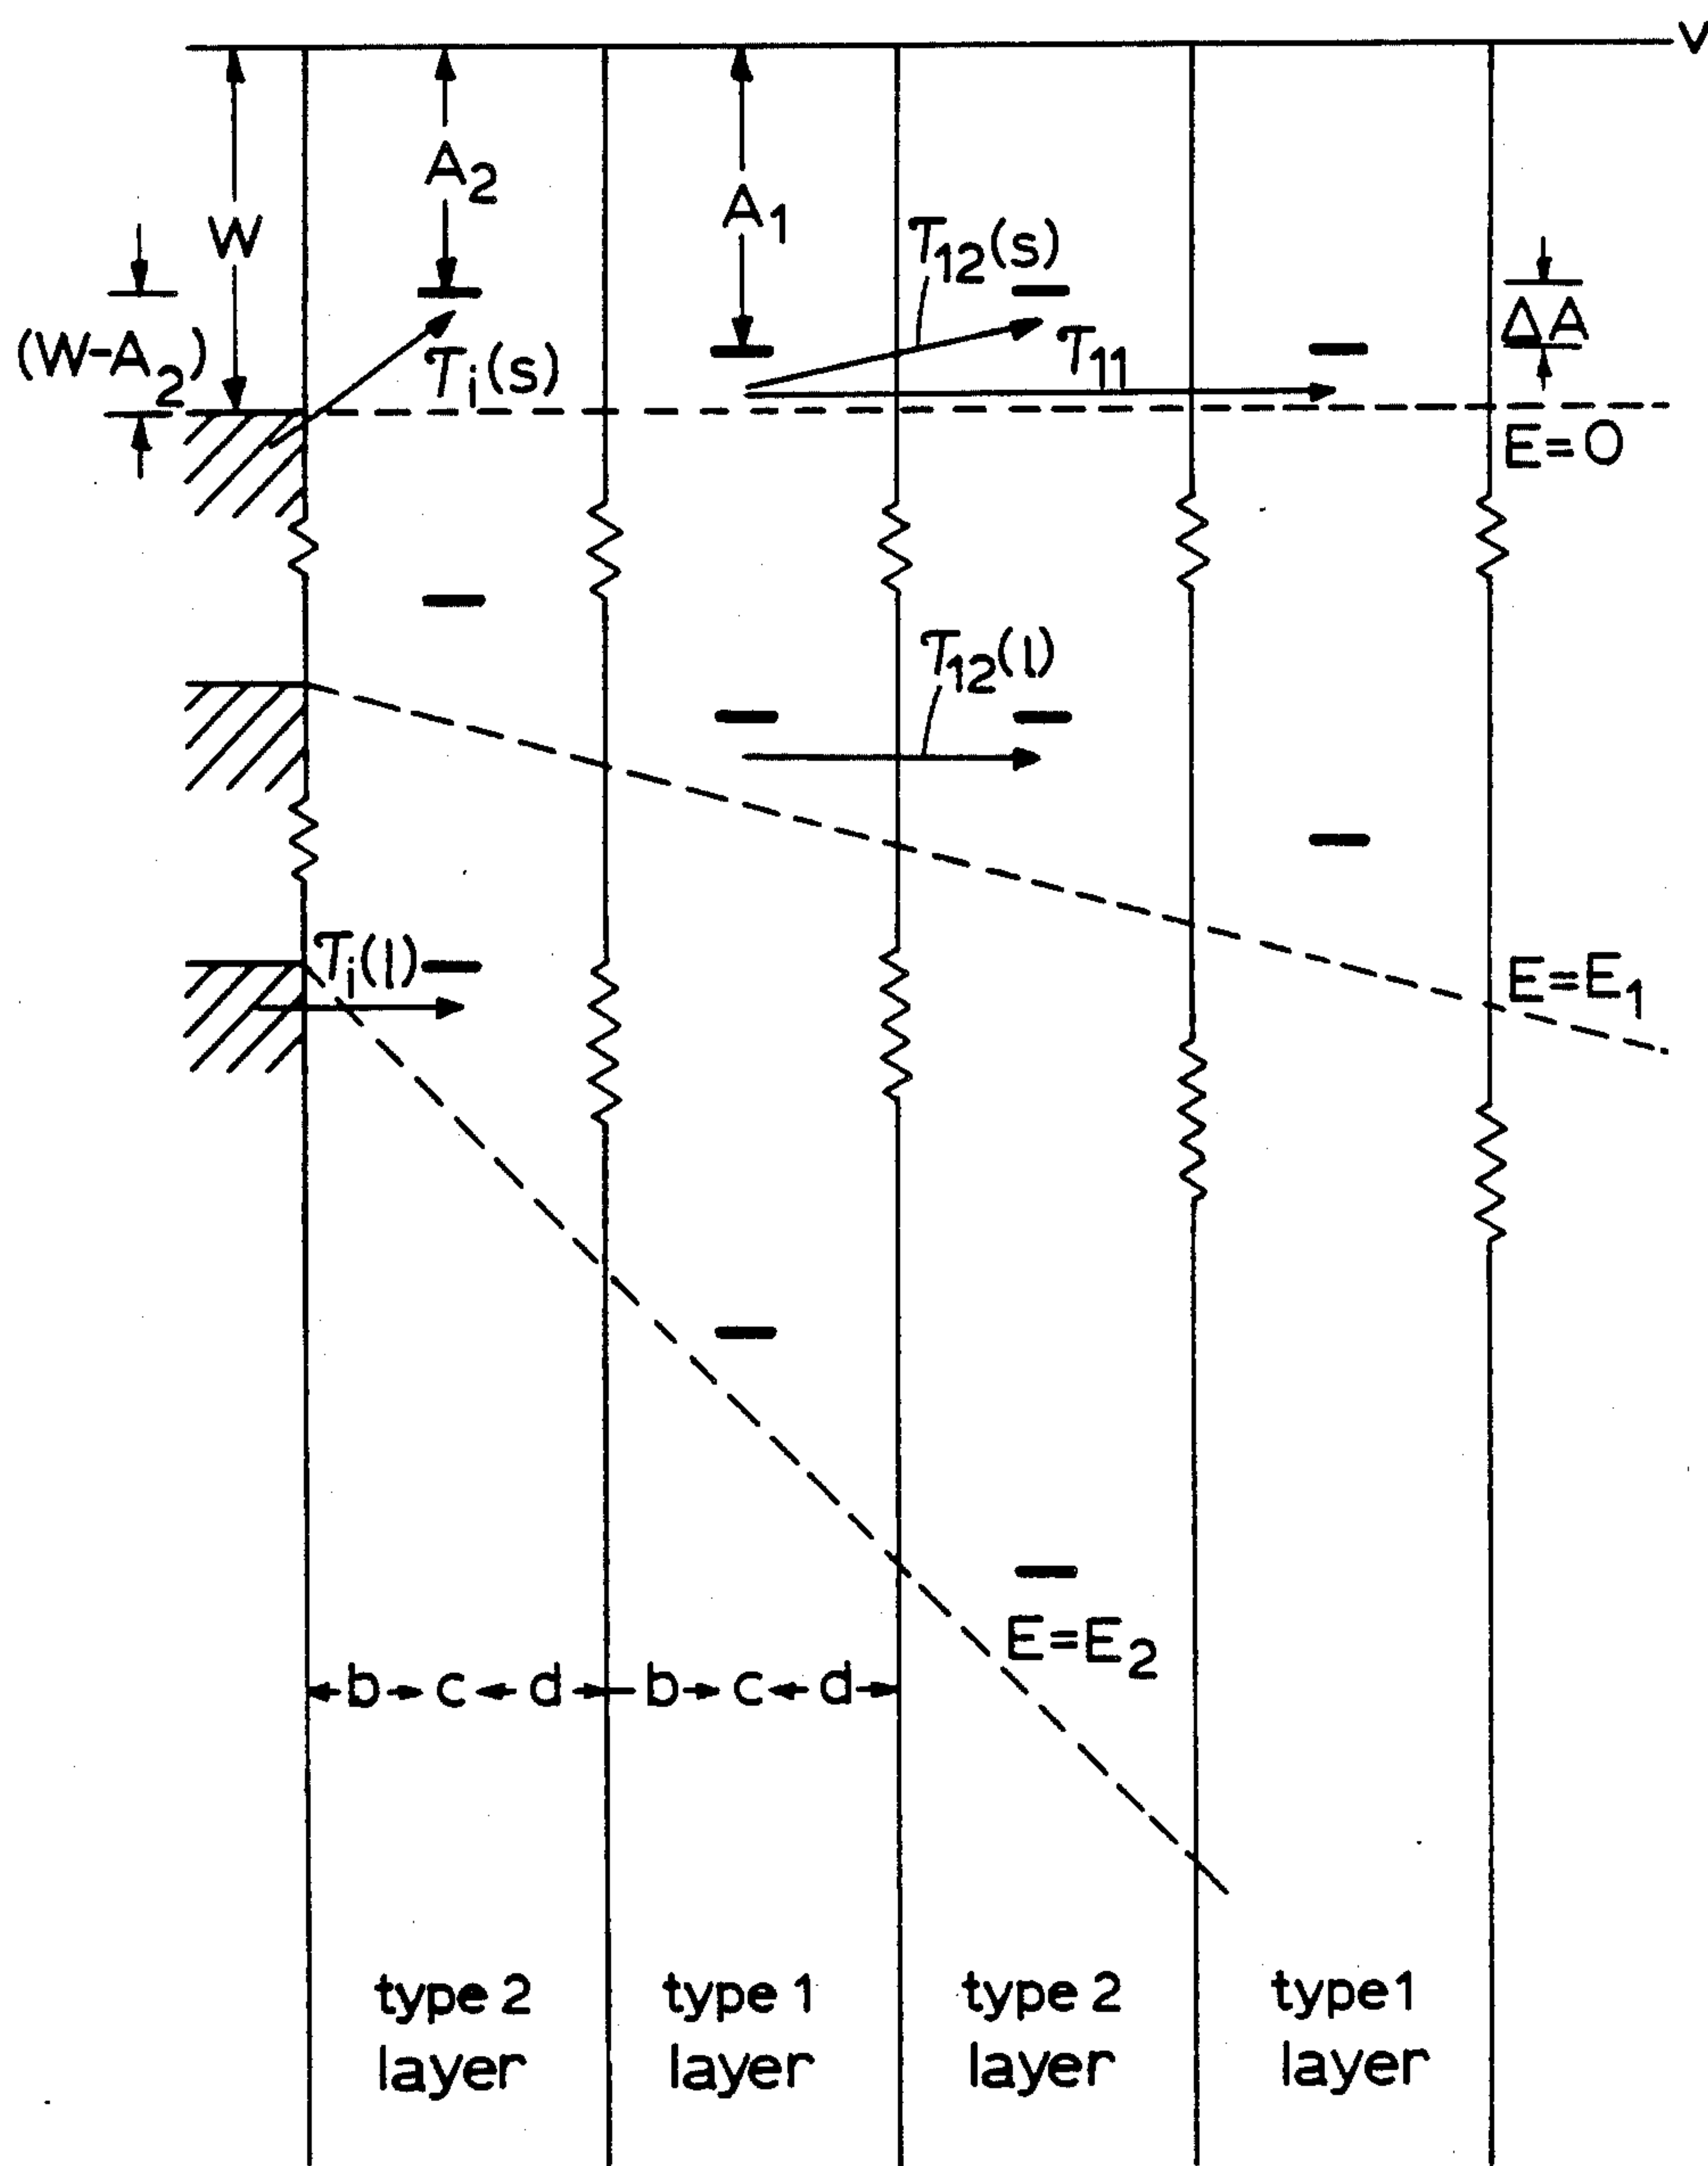 V
A2
W
A1
T12(s)
(W-A2)
Ti(s)
T11
ΔA
E=0
T12(l)
Ti(l)
E=E1
E=E2
b c d b c d
type 2 layer
type 1 layer
type 2 layer
type1 layer